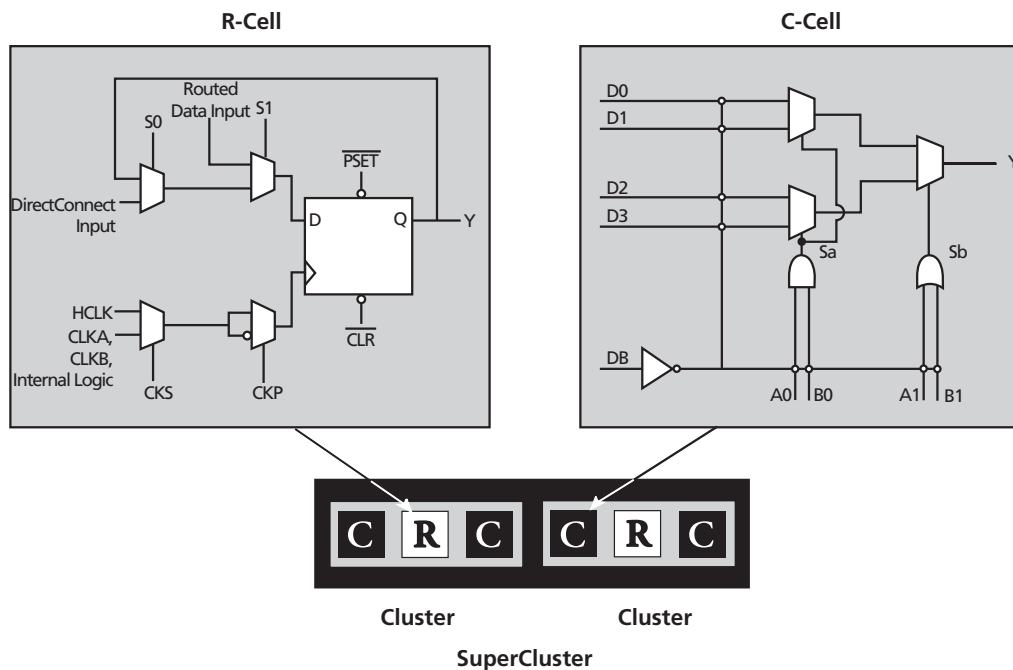 R-Cell
Routed
Data Input
S1
S0
PSET
DirectConnect
Input
D
Q
Y
HCLK
CLKA,
CLKB,
Internal Logic
CLR
CKS
CKP
C-Cell
D0
D1
D2
D3
Y
Sa
Sb
DB
A0
B0
A1
B1
C
R
C
C
R
C
Cluster
Cluster
SuperCluster